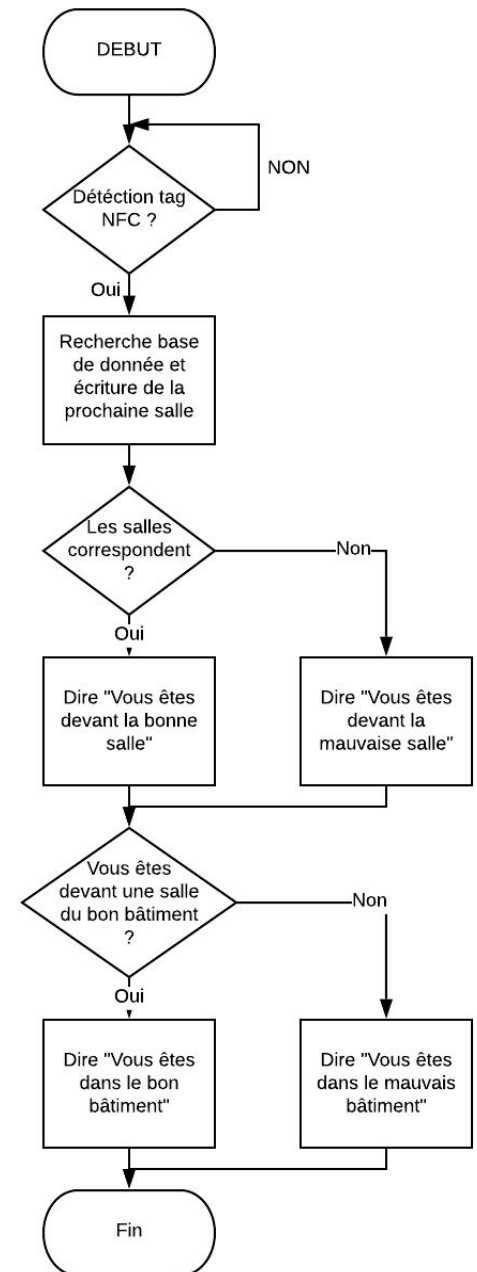 DEBUT
NON
Détéction tag
NFC ?
Oui
Recherche base
de donnée et
écriture de la
prochaine salle
Les salles
correspondent
?
Non
Oui
Dire "Vous êtes
devant la bonne
salle"
Dire "Vous êtes
devant la
mauvaise salle"
Vous êtes
devant une salle
du bon bâtiment
?
Non
Oui
Dire "Vous êtes
dans le bon
bâtiment"
Dire "Vous êtes
dans le mauvais
bâtiment"
Fin